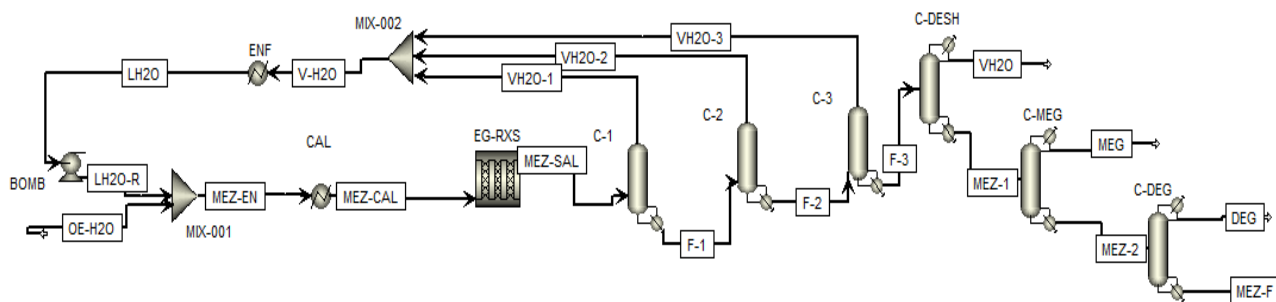 MIX-002
C-DESH
ENF
VH2O-3
LH2O
V-H2O
VH2O-2
VH2O
VH2O-1
C-3
C-2
C-MEG
CAL
EG-RXS
C-1
MEG
MEZ-SAL
F-3
C-DEG
BOMB
LH2O-R
MEZ-EN
MEZ-CAL
MEZ-1
F-2
DEG
OE-H2O
MIX-001
F-1
MEZ-2
MEZ-F